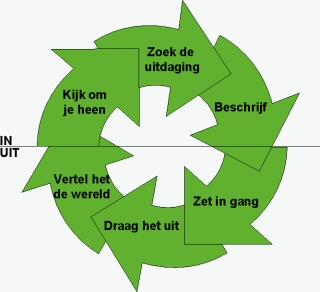 Zoek de
uitdaging
Kijk om
je heen
Beschrijf
IN
UIT
Vertel het
de wereld
Zet in gang
Draag het uit